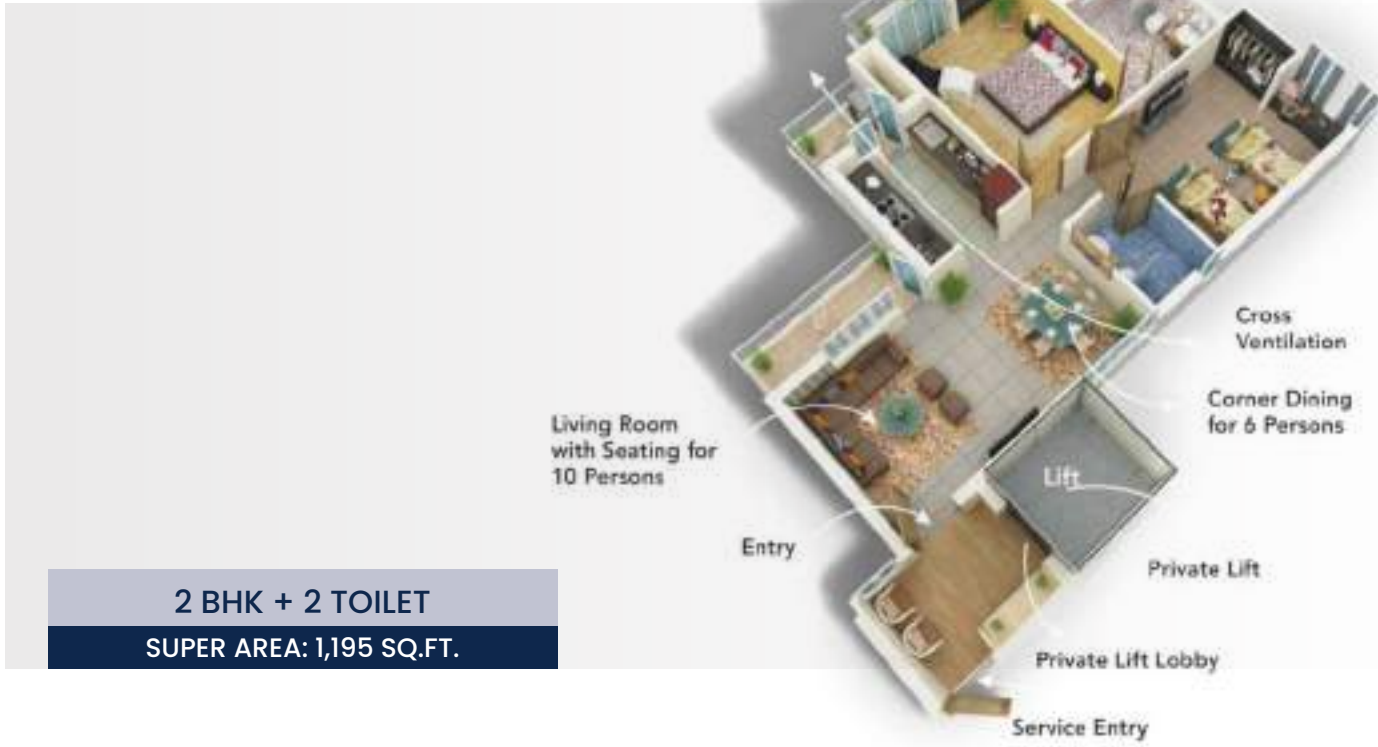 Cross
Ventilation
Corner Dining
for 6 Persons
Living Room
with Seating for
10 Persons
Lift
Entry
Private Lift
2 BHK + 2 TOILET
SUPER AREA: 1,195 SQ.FT.
Private Lift Lobby
Service Entry